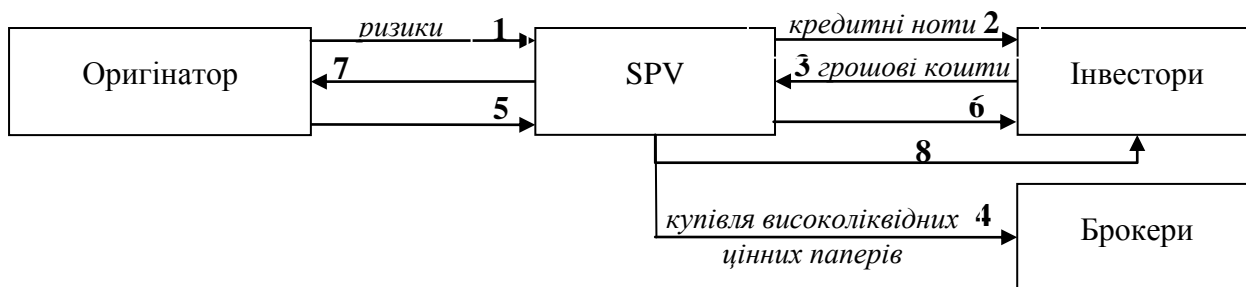 ризики 1
кредитні ноти 2
Оригінатор
7
SPV
3 грошові кошти
Інвестори
5
6
8
купівля високоліквідних 4
цінних паперів
Брокери